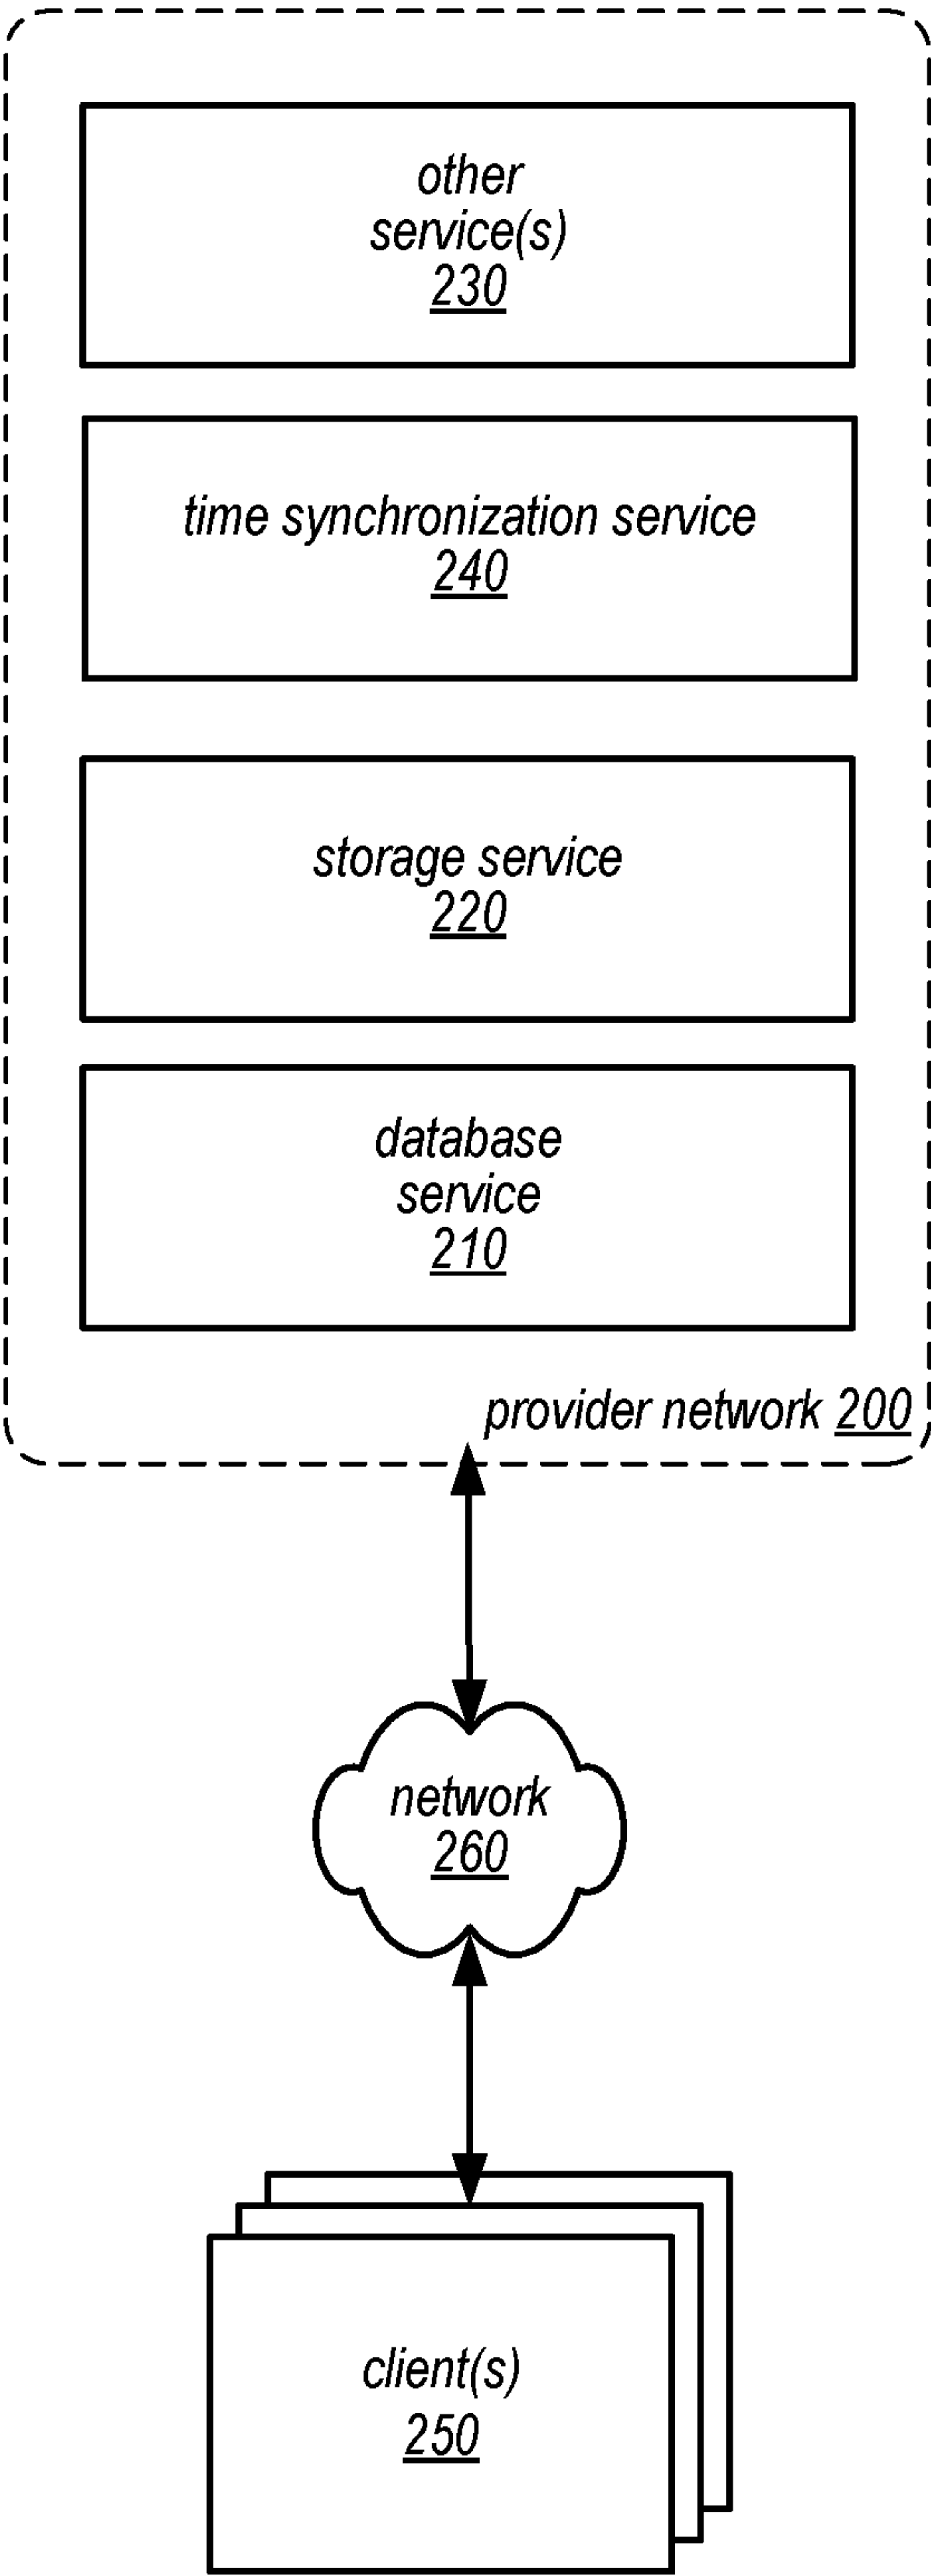 other
service(s)
230
time synchronization service
240
storage service
220
database
service
210
provider network 200
network
260
client(s)
250